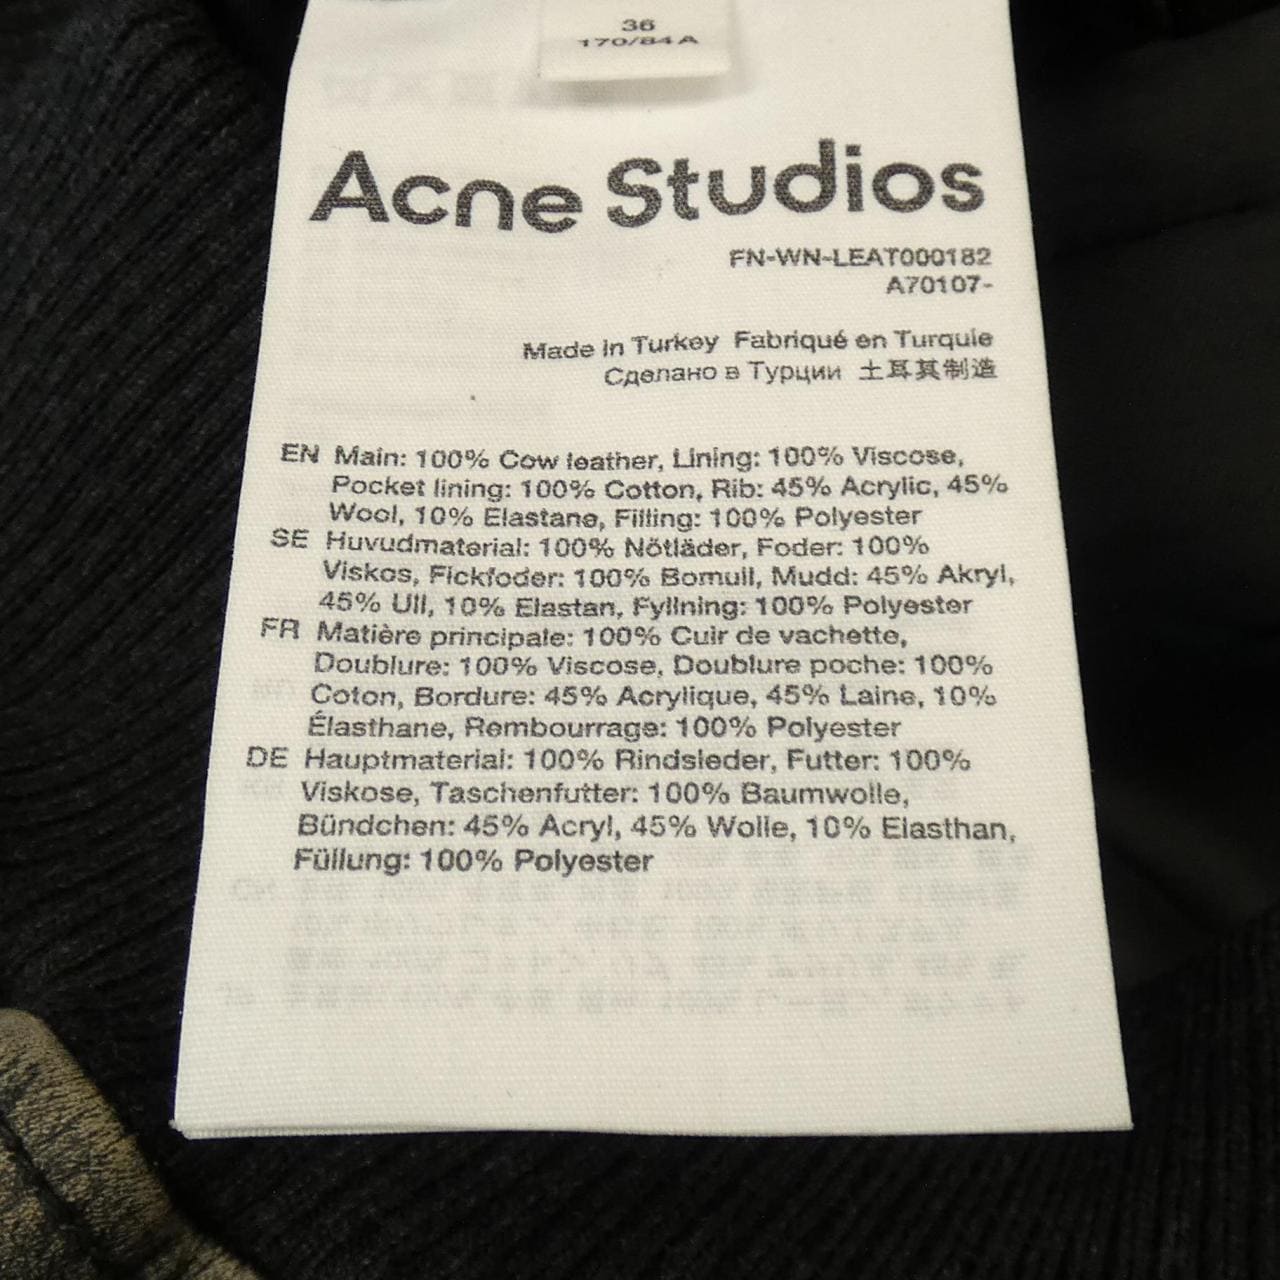 36
170/84A
Acne Studios
FN-WN-LEAT000182
A70107-
Made in Turkey Fabriqué en Turquie
Сделано в Турции 土耳其制造
EN Main: 100% Cow leather, Lining: 100% Viscose,
Pocket lining: 100% Cotton, Rib: 45% Acrylic, 45%
Wool, 10% Elastane, Filling: 100% Polyester
SE Huvudmaterial: 100% Nötläder, Foder: 100%
Viskos, Fickfoder: 100% Bomull, Mudd: 45% Akryl,
45% Ull, 10% Elastan, Fyllning: 100% Polyester
FR Matière principale: 100% Cuir de vachette,
Doublure: 100% Viscose, Doublure poche: 100%
Coton, Bordure: 45% Acrylique, 45% Laine, 10%
Élasthane, Rembourrage: 100% Polyester
DE Hauptmaterial: 100% Rindsleder, Futter: 100%
Viskose, Taschenfutter: 100% Baumwolle,
Bündchen: 45% Acryl, 45% Wolle, 10% Elasthan,
Füllung: 100% Polyester